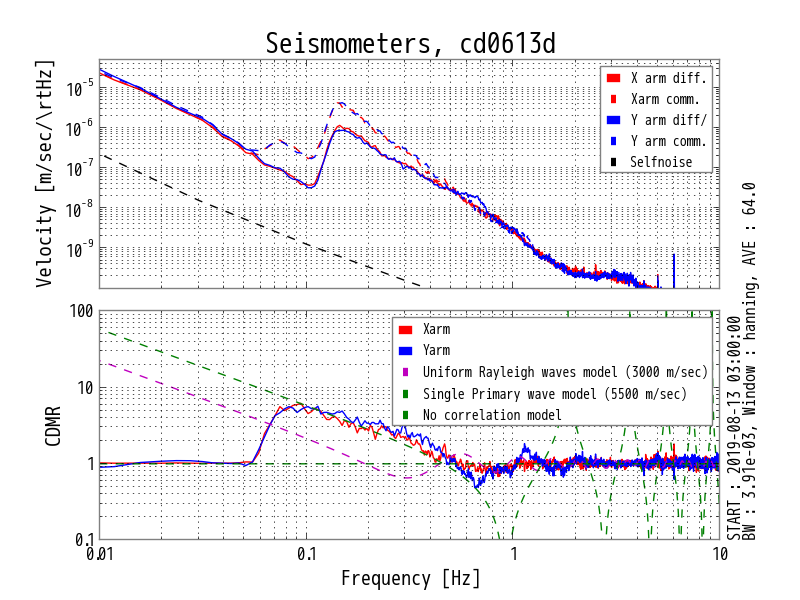 Seismometers, cd0613d
Velocity [m/sec/\rtHz]
10^-5
10^-6
10^-7
10^-8
10^-9
X arm diff.
Xarm comm.
Y arm diff/
Y arm comm.
Selfnoise
CDMR
100
10
1
0.1
Xarm
Yarm
Uniform Rayleigh waves model (3000 m/sec)
Single Primary wave model (5500 m/sec)
No correlation model
0.01
0.1
1
10
Frequency [Hz]
START : 2019-08-13 03:00:00
BW : 3.91e-03, Window : hanning, AVE : 64.0